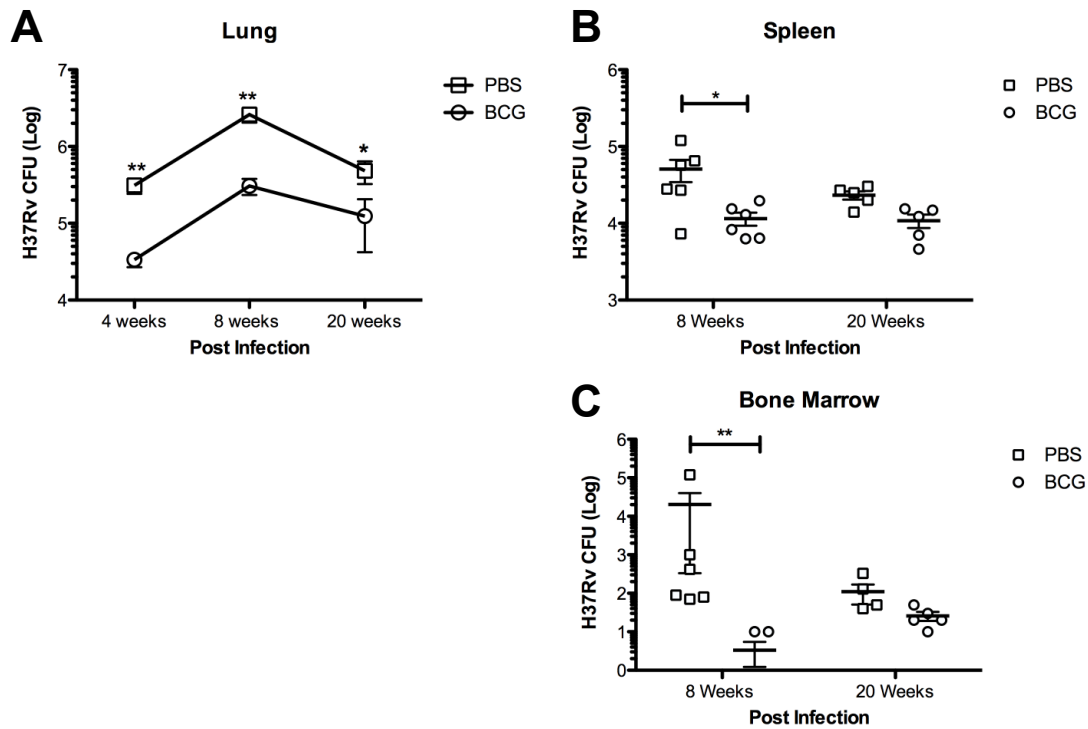 A
Lung
H37Rv CFU (Log)
7
6
5
4
**
**
*
4 weeks
8 weeks
20 weeks
Post Infection
PBS
BCG
B
Spleen
H37Rv CFU (Log)
6
5
4
3
*
8 Weeks
20 Weeks
Post Infection
PBS
BCG
C
Bone Marrow
H37Rv CFU (Log)
6
5
4
3
2
1
0
**
8 Weeks
20 Weeks
Post Infection
PBS
BCG